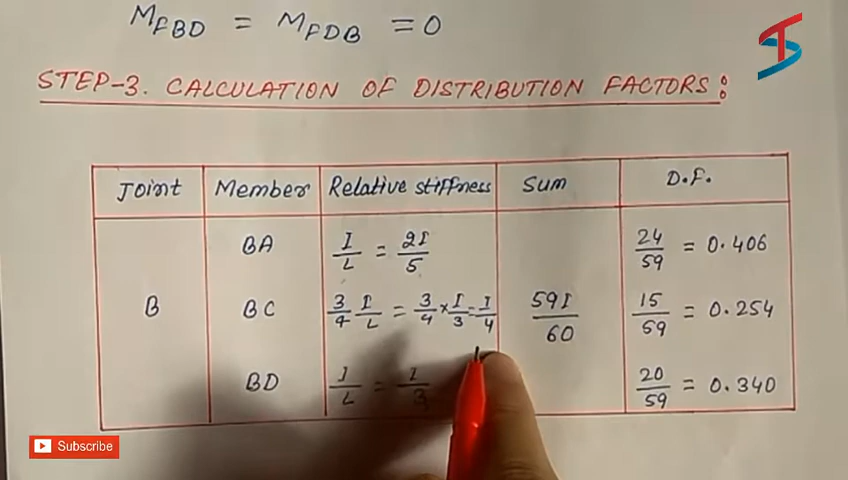 MFBD = MFDB = 0
STEP-3. CALCULATION OF DISTRIBUTION FACTORS:
Joint Member Relative stiffness Sum D.F.
BA I/L = 2I/5 24/59 = 0.406
B BC 3/4 I/L = 3/4 × I/3 = I/4 59I/60 15/59 = 0.254
BD I/L = I/3 20/59 = 0.340
Subscribe